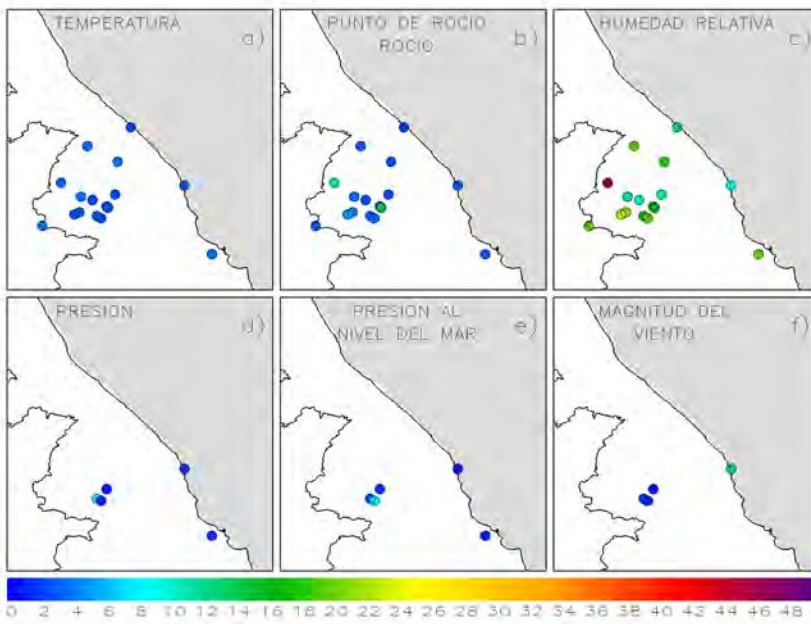 TEMPERATURA
a)
PUNTO DE ROCIO
ROCIO
b)
HUMEDAD RELATIVA
c)
PRESION
d)
PRESION AL
NIVEL DEL MAR
e)
MAGNITUD DEL
VIENTO
f)
0 2 4 6 8 10 12 14 16 18 20 22 24 26 28 30 32 34 36 38 40 42 44 46 48